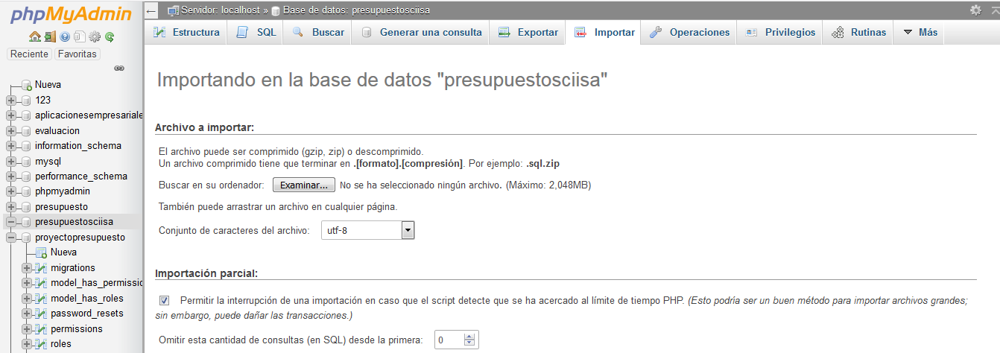 phpMyAdmin
Reciente Favoritas
Nueva
123
aplicacionesempresariale
evaluacion
information_schema
mysql
performance_schema
phpmyadmin
presupuesto
presupuestosciisa
proyectopresupuesto
Nueva
migrations
model_has_permissio
model_has_roles
password_resets
permissions
roles
Servidor: localhost » Base de datos: presupuestosciisa
Estructura SQL Buscar Generar una consulta Exportar Importar Operaciones Privilegios Rutinas Más
Importando en la base de datos "presupuestosciisa"
Archivo a importar:
El archivo puede ser comprimido (gzip, zip) o descomprimido.
Un archivo comprimido tiene que terminar en .[formato].[compresión]. Por ejemplo: .sql.zip
Buscar en su ordenador: Examinar... No se ha seleccionado ningún archivo. (Máximo: 2,048MB)
También puede arrastrar un archivo en cualquier página.
Conjunto de caracteres del archivo: utf-8
Importación parcial:
Permitir la interrupción de una importación en caso que el script detecte que se ha acercado al límite de tiempo PHP. (Esto podría ser un buen método para importar archivos grandes;
sin embargo, puede dañar las transacciones.)
Omitir esta cantidad de consultas (en SQL) desde la primera: 0